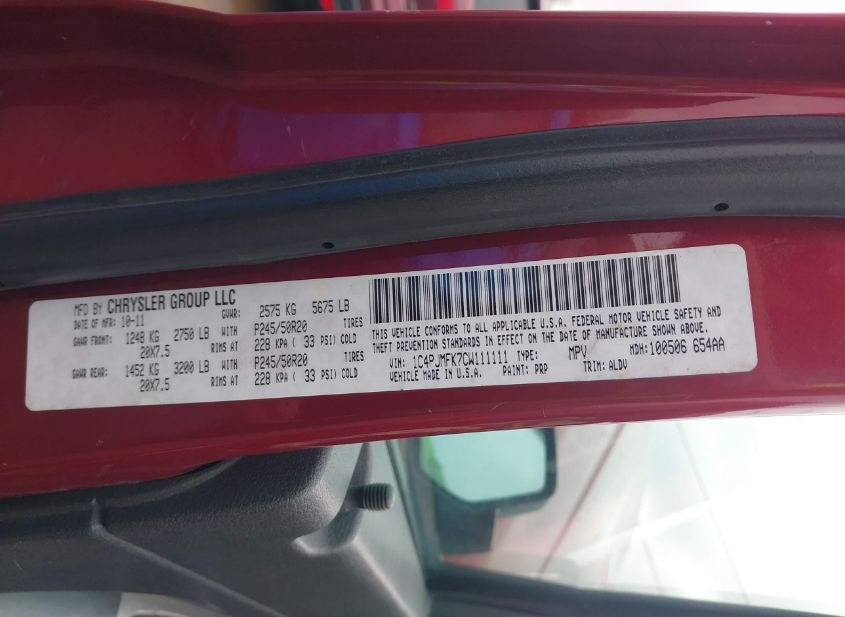 MFD BY CHRYSLER GROUP LLC
DATE OF MFR: 10-11 GVWR: 2575 KG 5675 LB
GAWR FRONT: 1248 KG 2750 LB WITH P245/50R20 TIRES
20X7.5 RIMS AT 228 KPA ( 33 PSI) COLD
GAWR REAR: 1452 KG 3200 LB WITH P245/50R20 TIRES
20X7.5 RIMS AT 228 KPA ( 33 PSI) COLD
THIS VEHICLE CONFORMS TO ALL APPLICABLE U.S.A. FEDERAL MOTOR VEHICLE SAFETY AND
THEFT PREVENTION STANDARDS IN EFFECT ON THE DATE OF MANUFACTURE SHOWN ABOVE.
VIN: 1C4PJMFK7CW111111 TYPE: MPV MDH:100506 654AA
VEHICLE MADE IN U.S.A. PAINT: PRP TRIM: ALDV